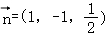 n⃗=(1, -1, 1/2)